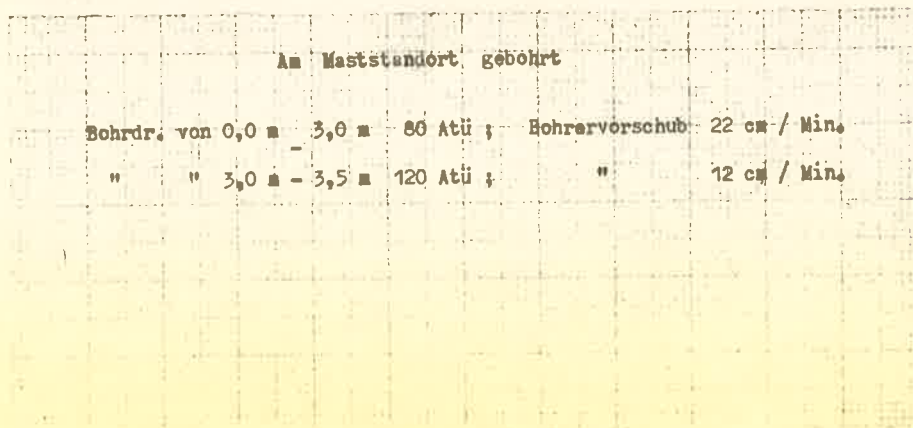 Am Maststandort gebohrt
Bohrdr. von 0,0 m - 3,0 m 80 Atü ; Bohrervorschub 22 cm / Min.
" " 3,0 m - 3,5 m 120 Atü ; " 12 cm / Min.